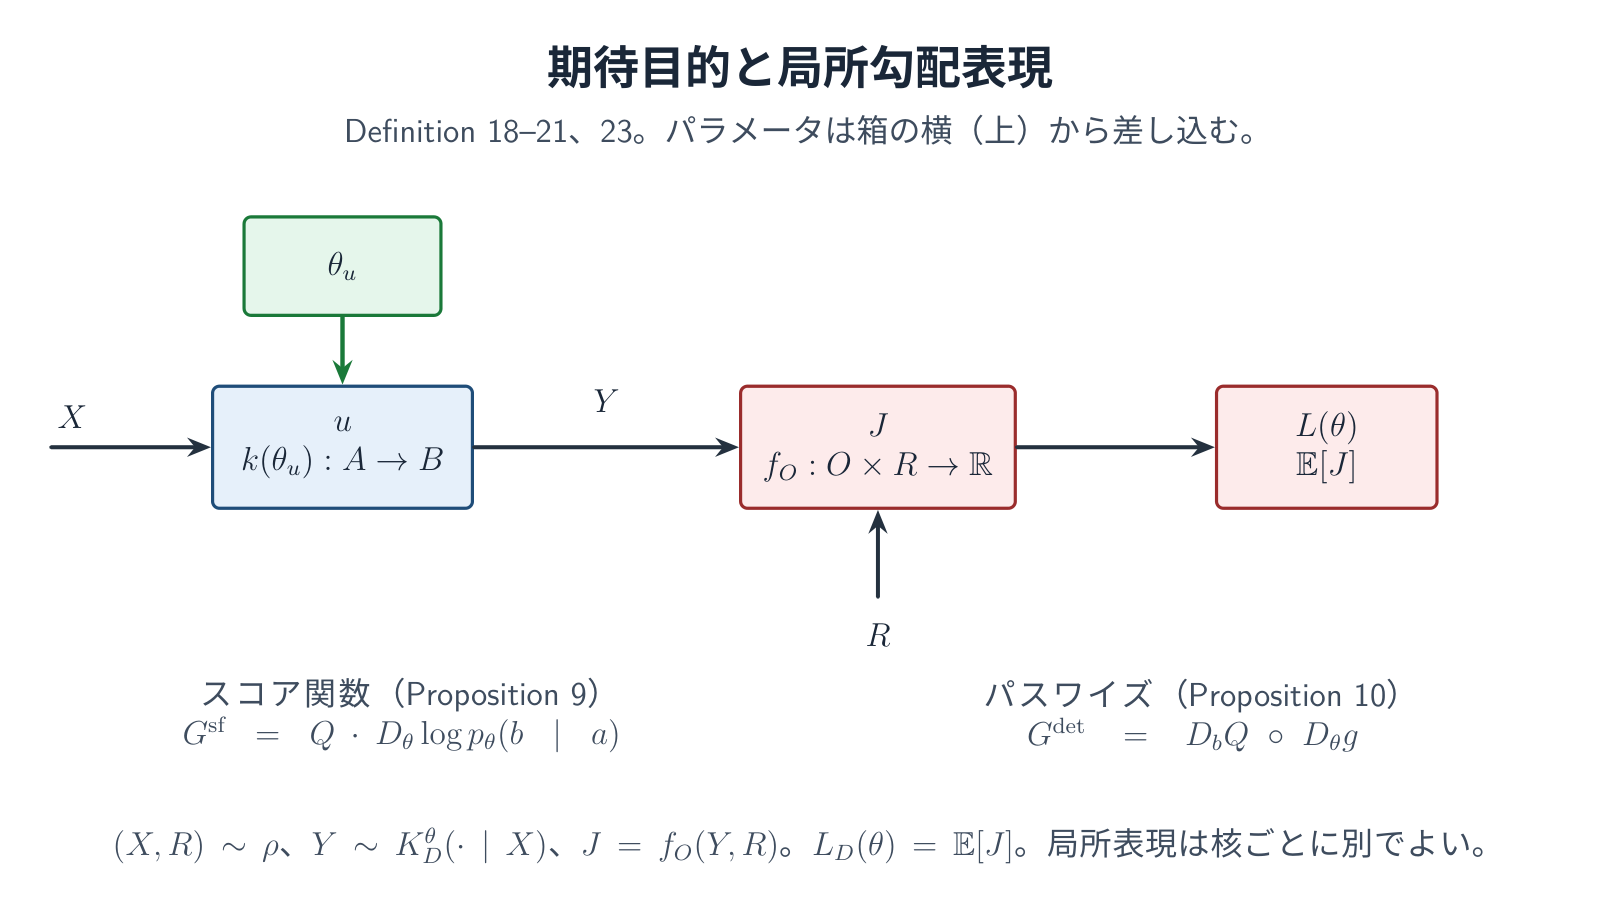 期待目的と局所勾配表現
Definition 18–21、23。パラメータは箱の横（上）から差し込む。
θ_u
X
u
k(θ_u) : A → B
Y
J
f_O : O × R → ℝ
L(θ)
𝔼[J]
R
スコア関数（Proposition 9）
G^sf = Q · D_θ log p_θ(b | a)
パスワイズ（Proposition 10）
G^det = D_b Q ∘ D_θ g
(X, R) ∼ ρ、Y ∼ K_D^θ(· | X)、J = f_O(Y, R)。L_D(θ) = 𝔼[J]。局所表現は核ごとに別でよい。